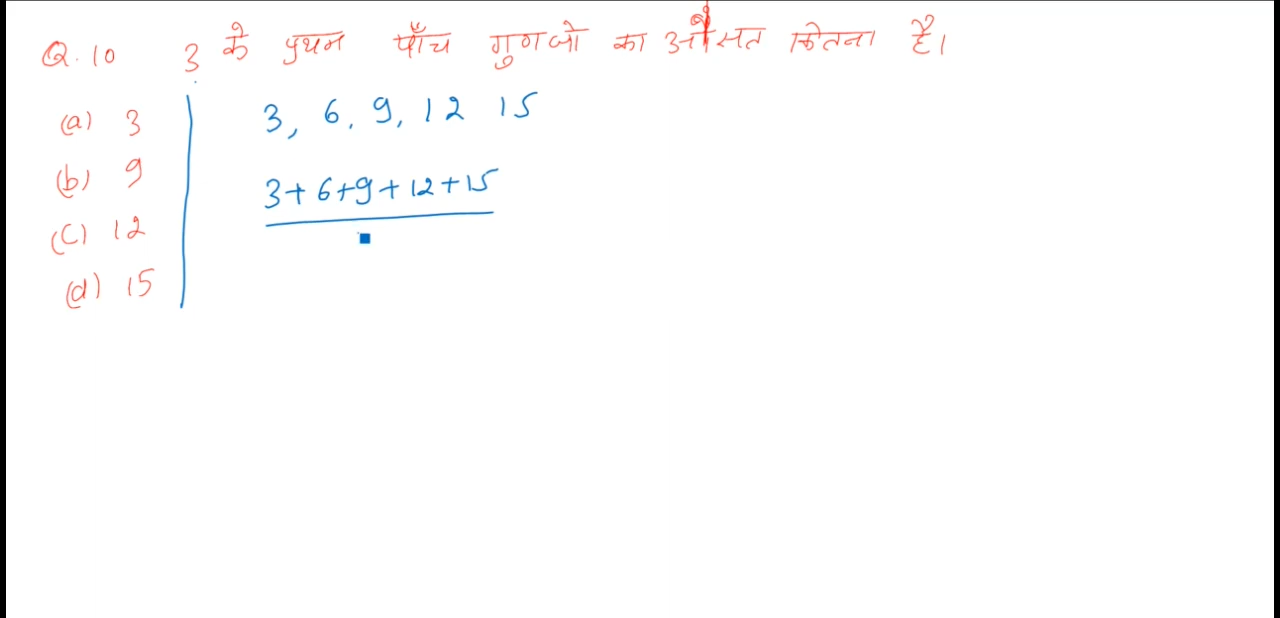 Q.10 3 के प्रथम पाँच गुणजो का औसत कितना है।
(a) 3
(b) 9
(c) 12
(d) 15
3, 6, 9, 12 15
3+6+9+12+15